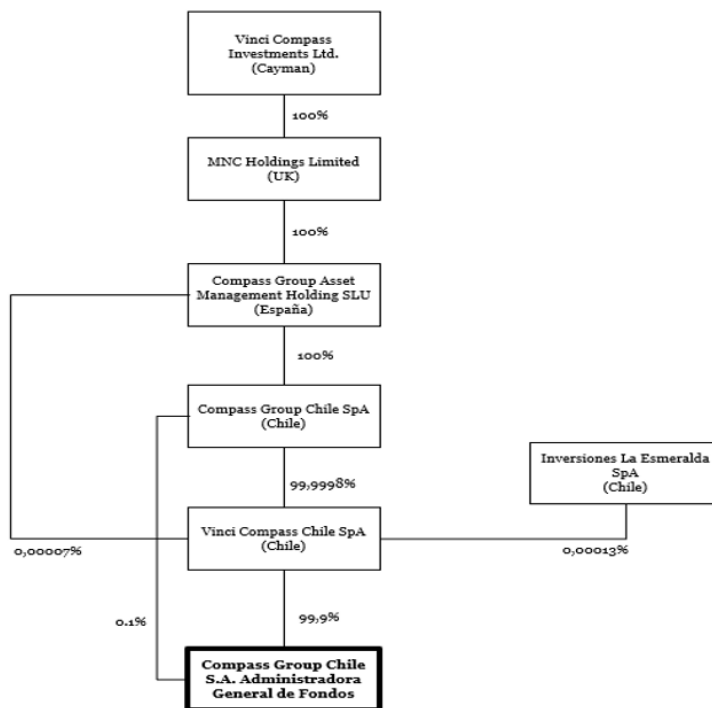 Vinci Compass
Investments Ltd.
(Cayman)
100%
MNC Holdings Limited
(UK)
100%
Compass Group Asset
Management Holding SLU
(España)
100%
Compass Group Chile SpA
(Chile)
99,9998%
Inversiones La Esmeralda
SpA
(Chile)
Vinci Compass Chile SpA
(Chile)
0,00007%
0,00013%
0.1%
99,9%
Compass Group Chile
S.A. Administradora
General de Fondos